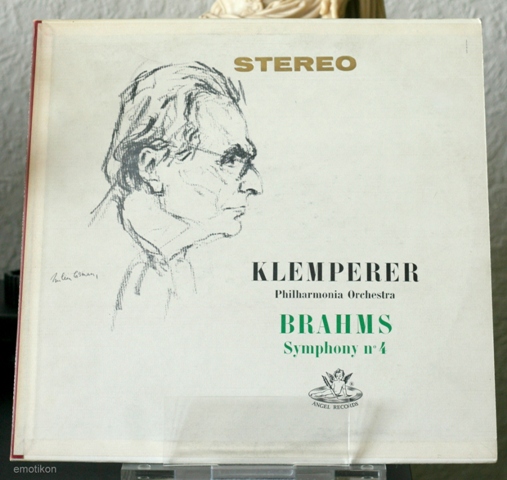 STEREO
KLEMPERER
Philharmonia Orchestra
BRAHMS
Symphony nº 4
ANGEL RECORDS
emotikon